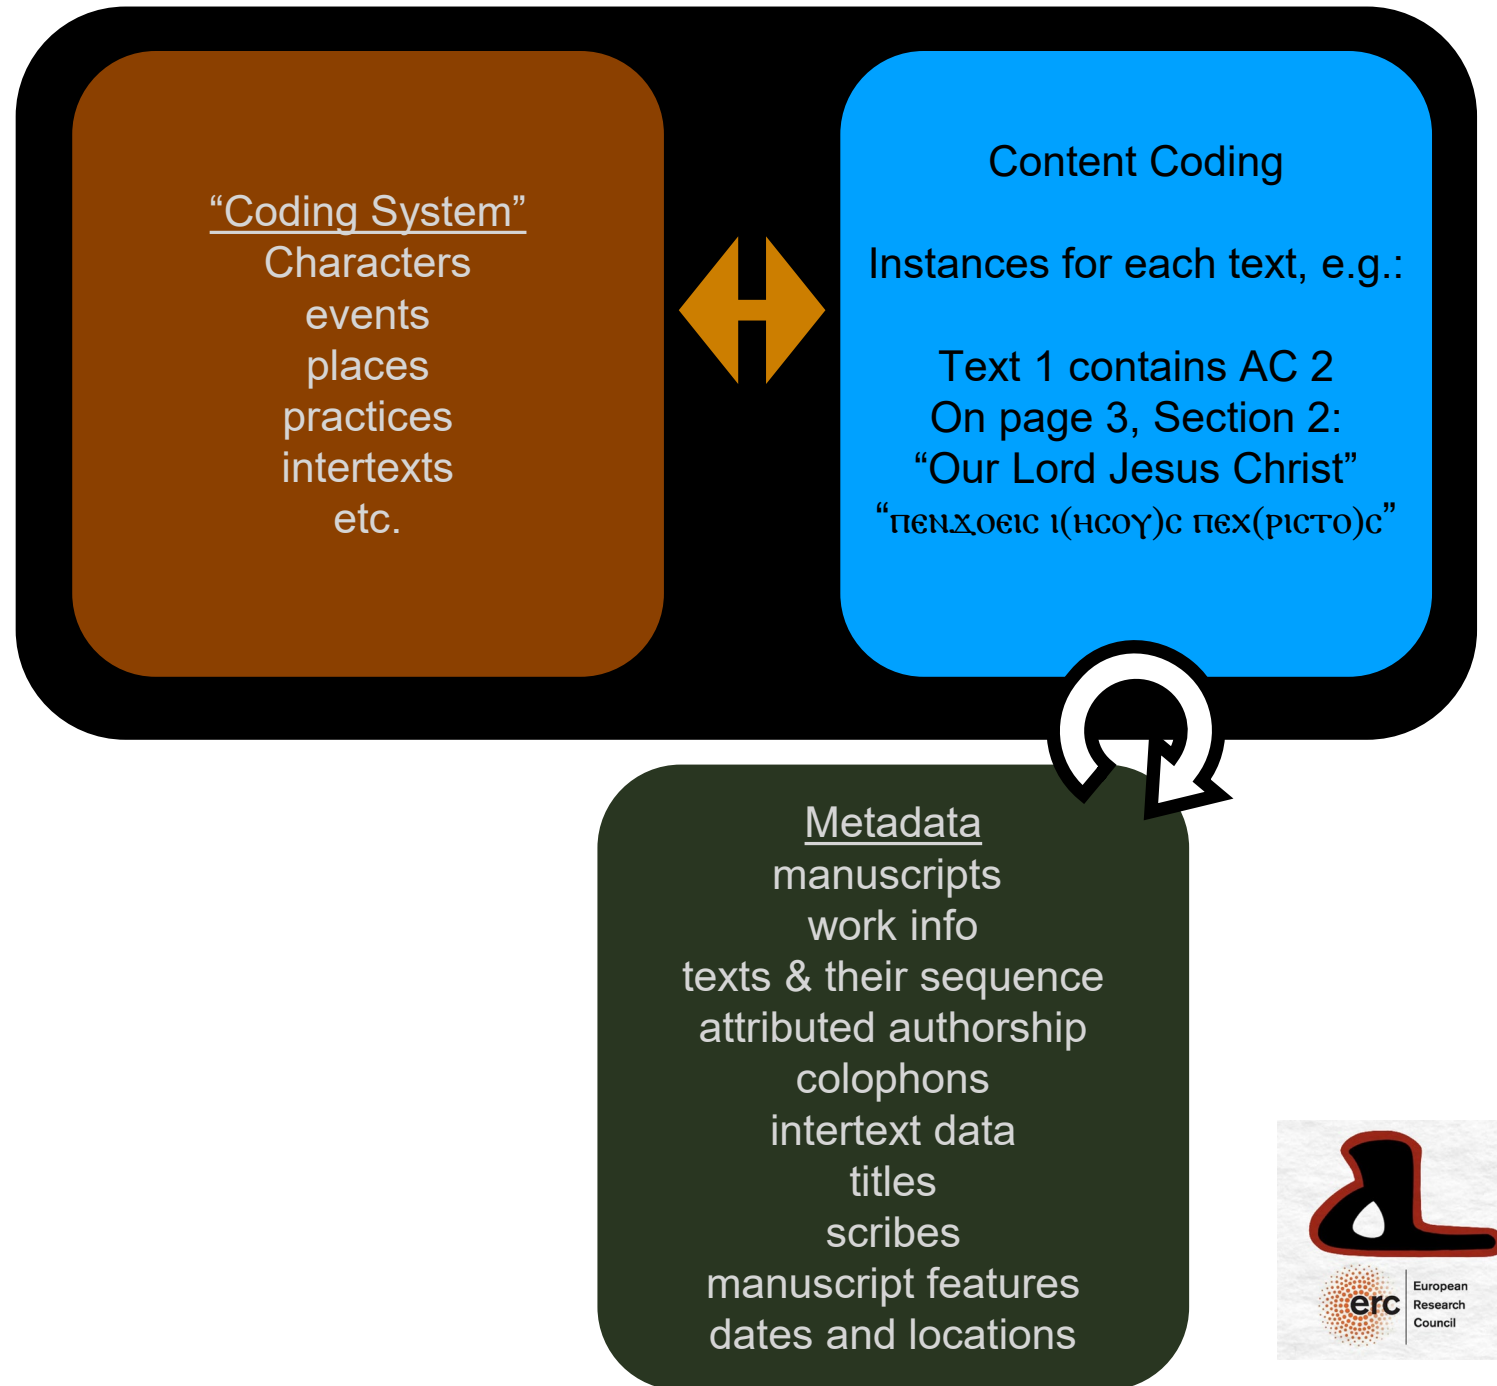 “Coding System”
Characters
events
places
practices
intertexts
etc.
Content Coding
Instances for each text, e.g.:
Text 1 contains AC 2
On page 3, Section 2:
“Our Lord Jesus Christ”
“ⲡⲉⲛϫⲟⲉⲓⲥ ⲓ(ⲏⲥⲟⲩ)ⲥ ⲡⲉⲭ(ⲣⲓⲥⲧⲟ)ⲥ”
Metadata
manuscripts
work info
texts & their sequence
attributed authorship
colophons
intertext data
titles
scribes
manuscript features
dates and locations
erc
European
Research
Council